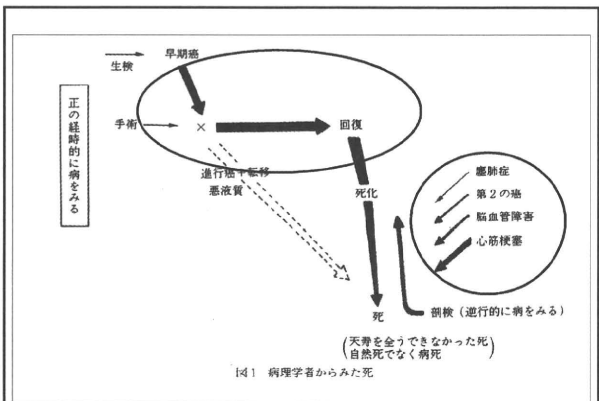 早期癌
生検
正の経時的に病をみる
手術
×
回復
進行癌+転移
悪液質
死化
塞肺症
第2の癌
脳血管障害
心筋梗塞
死
剖検（逆行的に病をみる）
(天寿を全うできなかった死
自然死でなく病死)
図1 病理学者からみた死